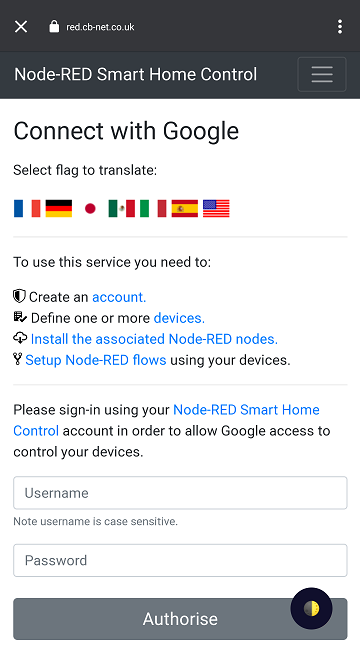 red.cb-net.co.uk
Node-RED Smart Home Control
Connect with Google
Select flag to translate:
To use this service you need to:
Create an account.
Define one or more devices.
Install the associated Node-RED nodes.
Setup Node-RED flows using your devices.
Please sign-in using your Node-RED Smart Home
Control account in order to allow Google access to
control your devices.
Username
Note username is case sensitive.
Password
Authorise